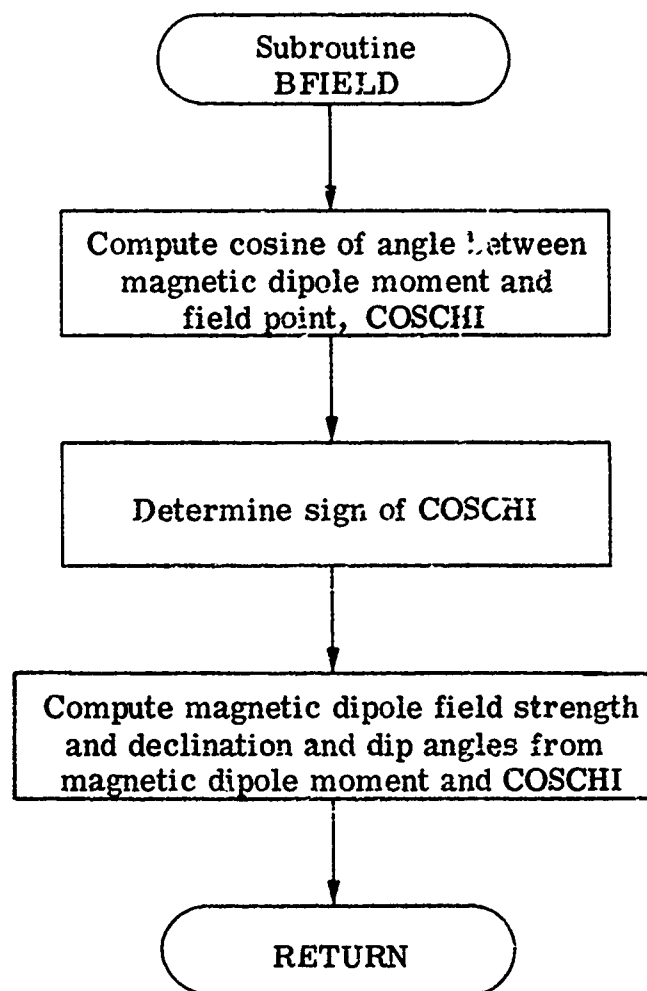 Subroutine
BFIELD
Compute cosine of angle between
magnetic dipole moment and
field point, COSCHI
Determine sign of COSCHI
Compute magnetic dipole field strength
and declination and dip angles from
magnetic dipole moment and COSCHI
RETURN